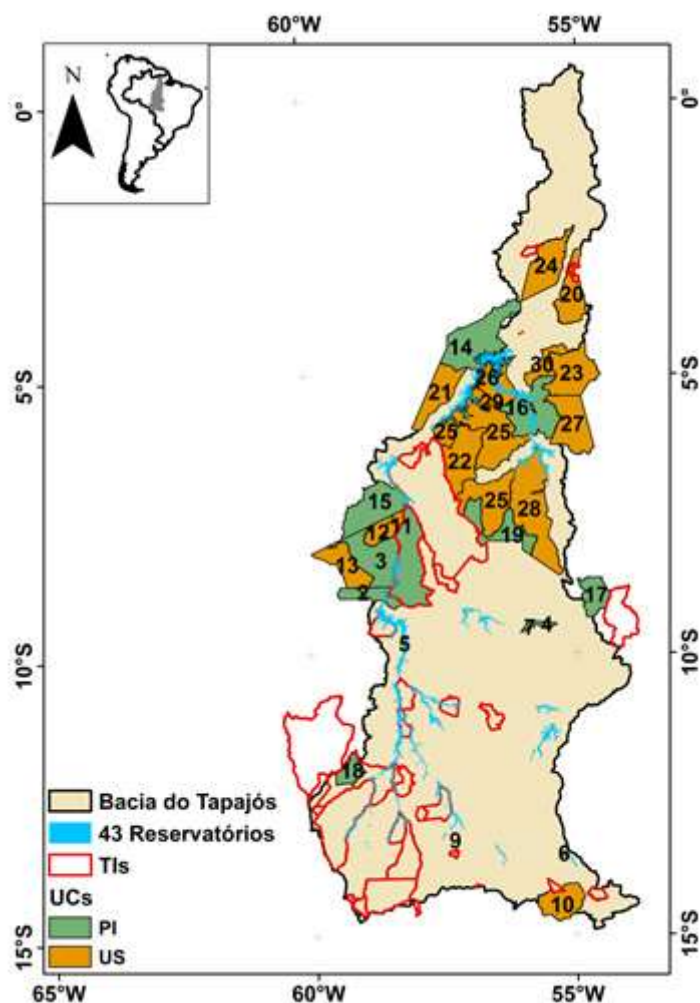 60°W 55°W
N
0° 0°
24
20
14
30 23
26
5°S 21 29 16 5°S
25 25 27
22
15 25 28
11
12 19
3
13
2 17
7 4
5
10°S 10°S
18
Bacia do Tapajós
43 Reservatórios
TIs 9
6
UCs
PI
US 10
15°S 15°S
65°W 60°W 55°W